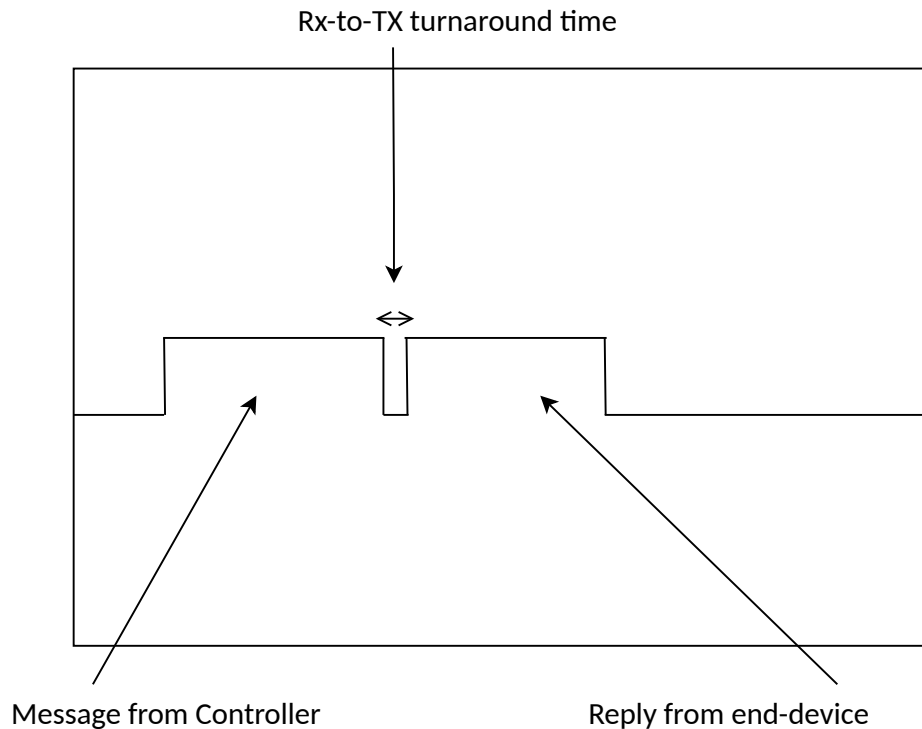 Rx-to-TX turnaround time
Message from Controller
Reply from end-device